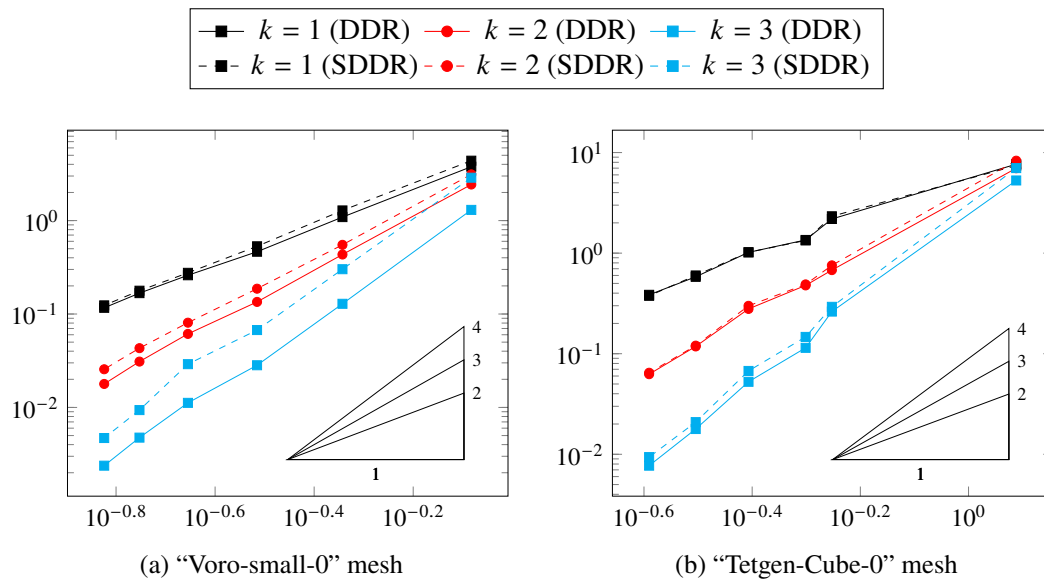 k = 1 (DDR) k = 2 (DDR) k = 3 (DDR)
k = 1 (SDDR) k = 2 (SDDR) k = 3 (SDDR)
10^0
10^−1
10^−2
4
3
2
1
10^−0.8 10^−0.6 10^−0.4 10^−0.2
(a) “Voro-small-0” mesh
10^1
10^0
10^−1
10^−2
4
3
2
1
10^−0.6 10^−0.4 10^−0.2 10^0
(b) “Tetgen-Cube-0” mesh